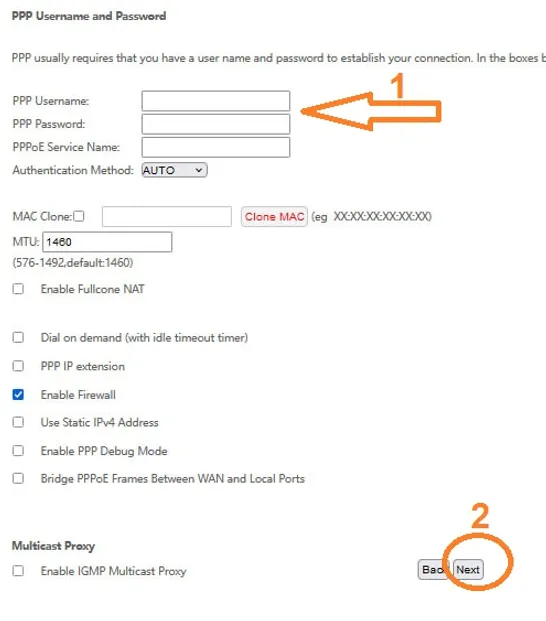 PPP Username and Password
PPP usually requires that you have a user name and password to establish your connection. In the boxes b
1
PPP Username:
PPP Password:
PPPoE Service Name:
Authentication Method: AUTO
MAC Clone: Clone MAC (eg XX:XX:XX:XX:XX:XX)
MTU: 1460
(576-1492,default:1460)
Enable Fullcone NAT
Dial on demand (with idle timeout timer)
PPP IP extension
Enable Firewall
Use Static IPv4 Address
Enable PPP Debug Mode
Bridge PPPoE Frames Between WAN and Local Ports
2
Multicast Proxy
Enable IGMP Multicast Proxy Back Next